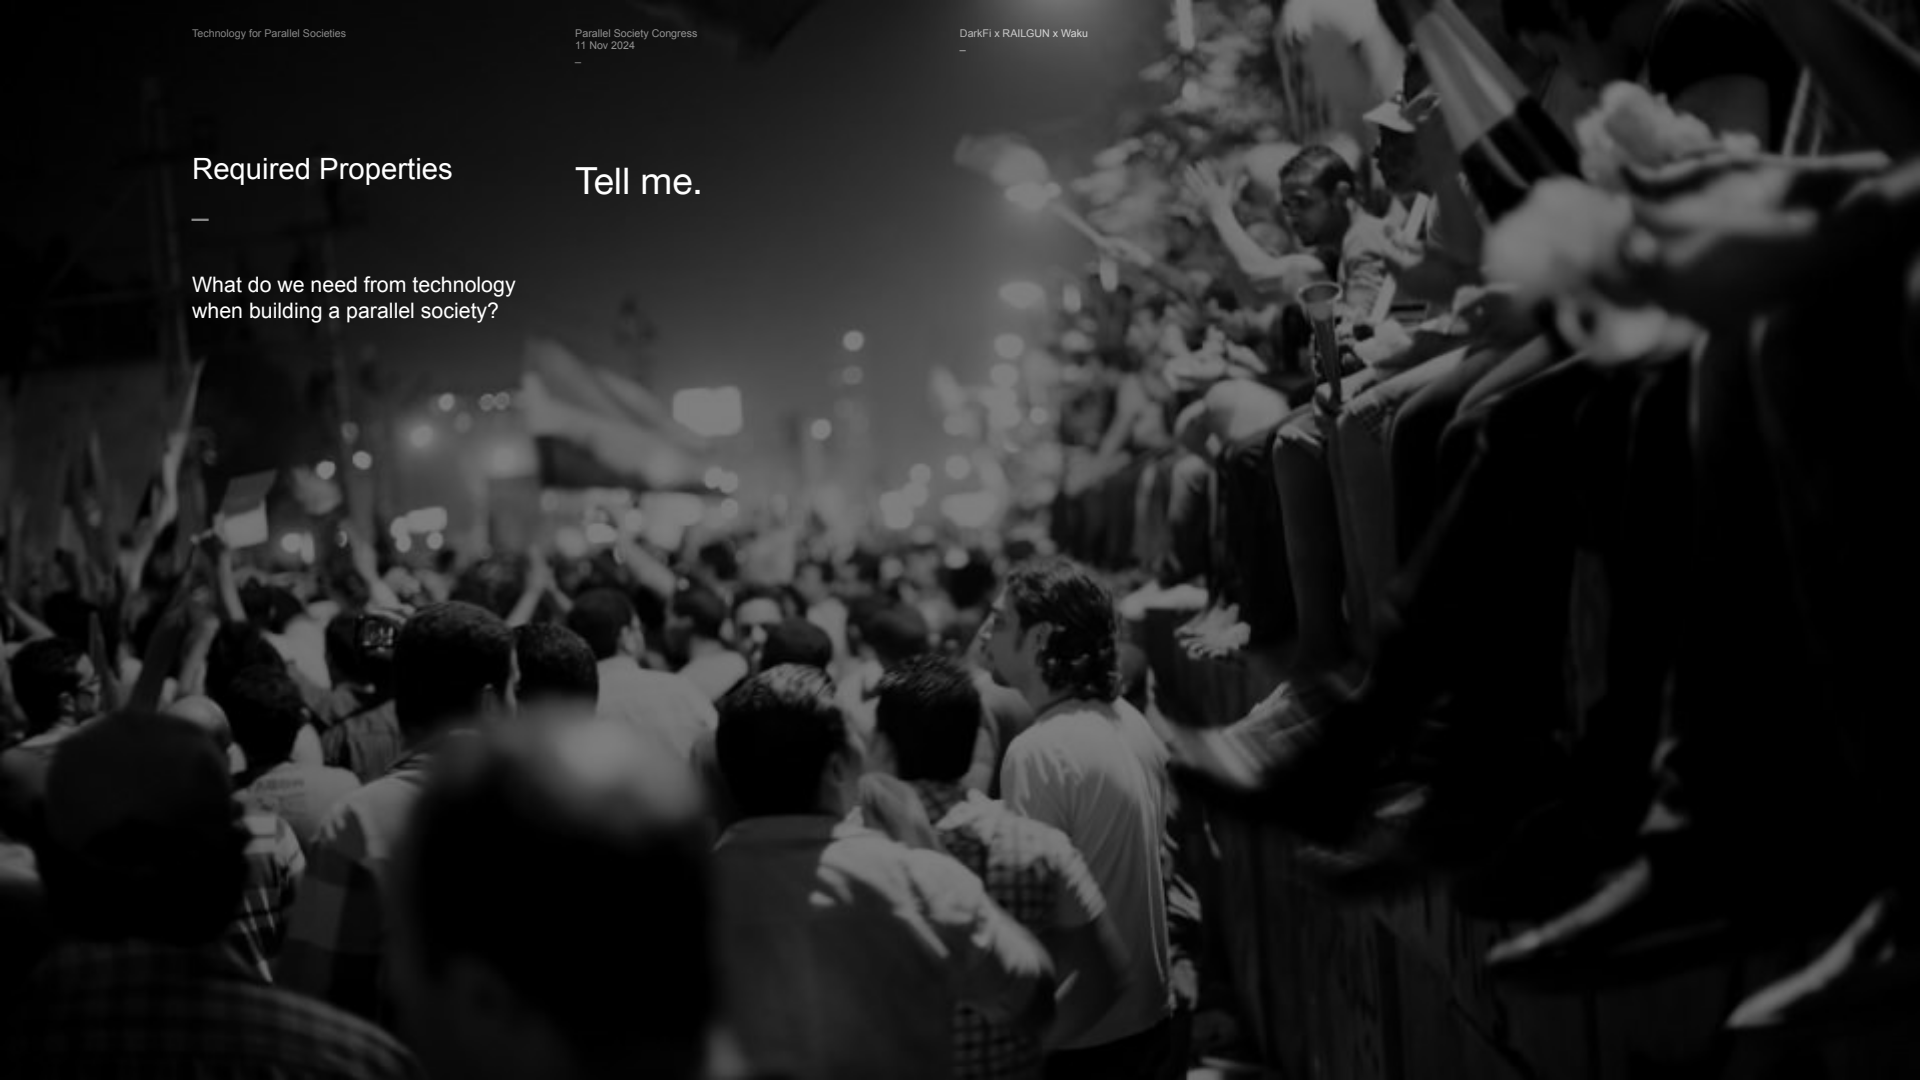 Technology for Parallel Societies
Parallel Society Congress
11 Nov 2024
–
DarkFi x RAILGUN x Waku
–
Required Properties
–
Tell me.
What do we need from technology
when building a parallel society?